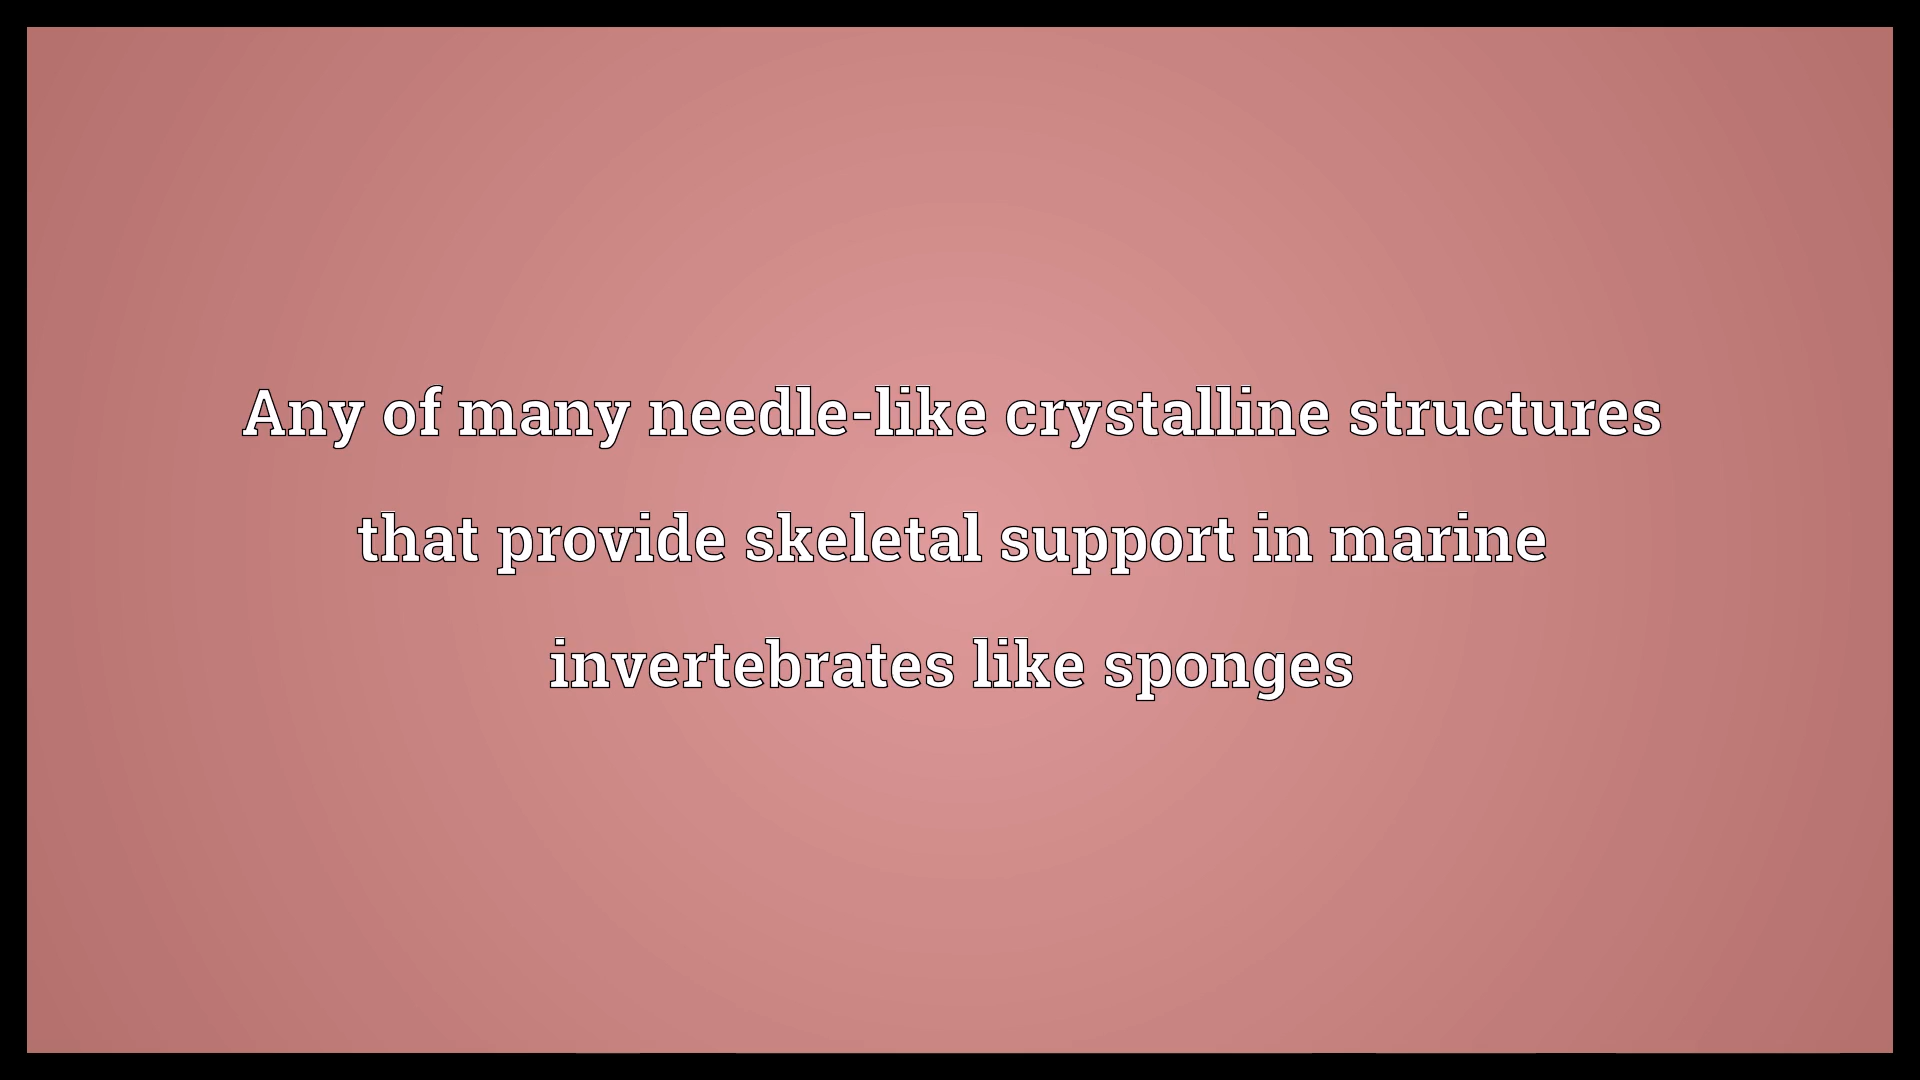 Any of many needle-like crystalline structures
that provide skeletal support in marine
invertebrates like sponges